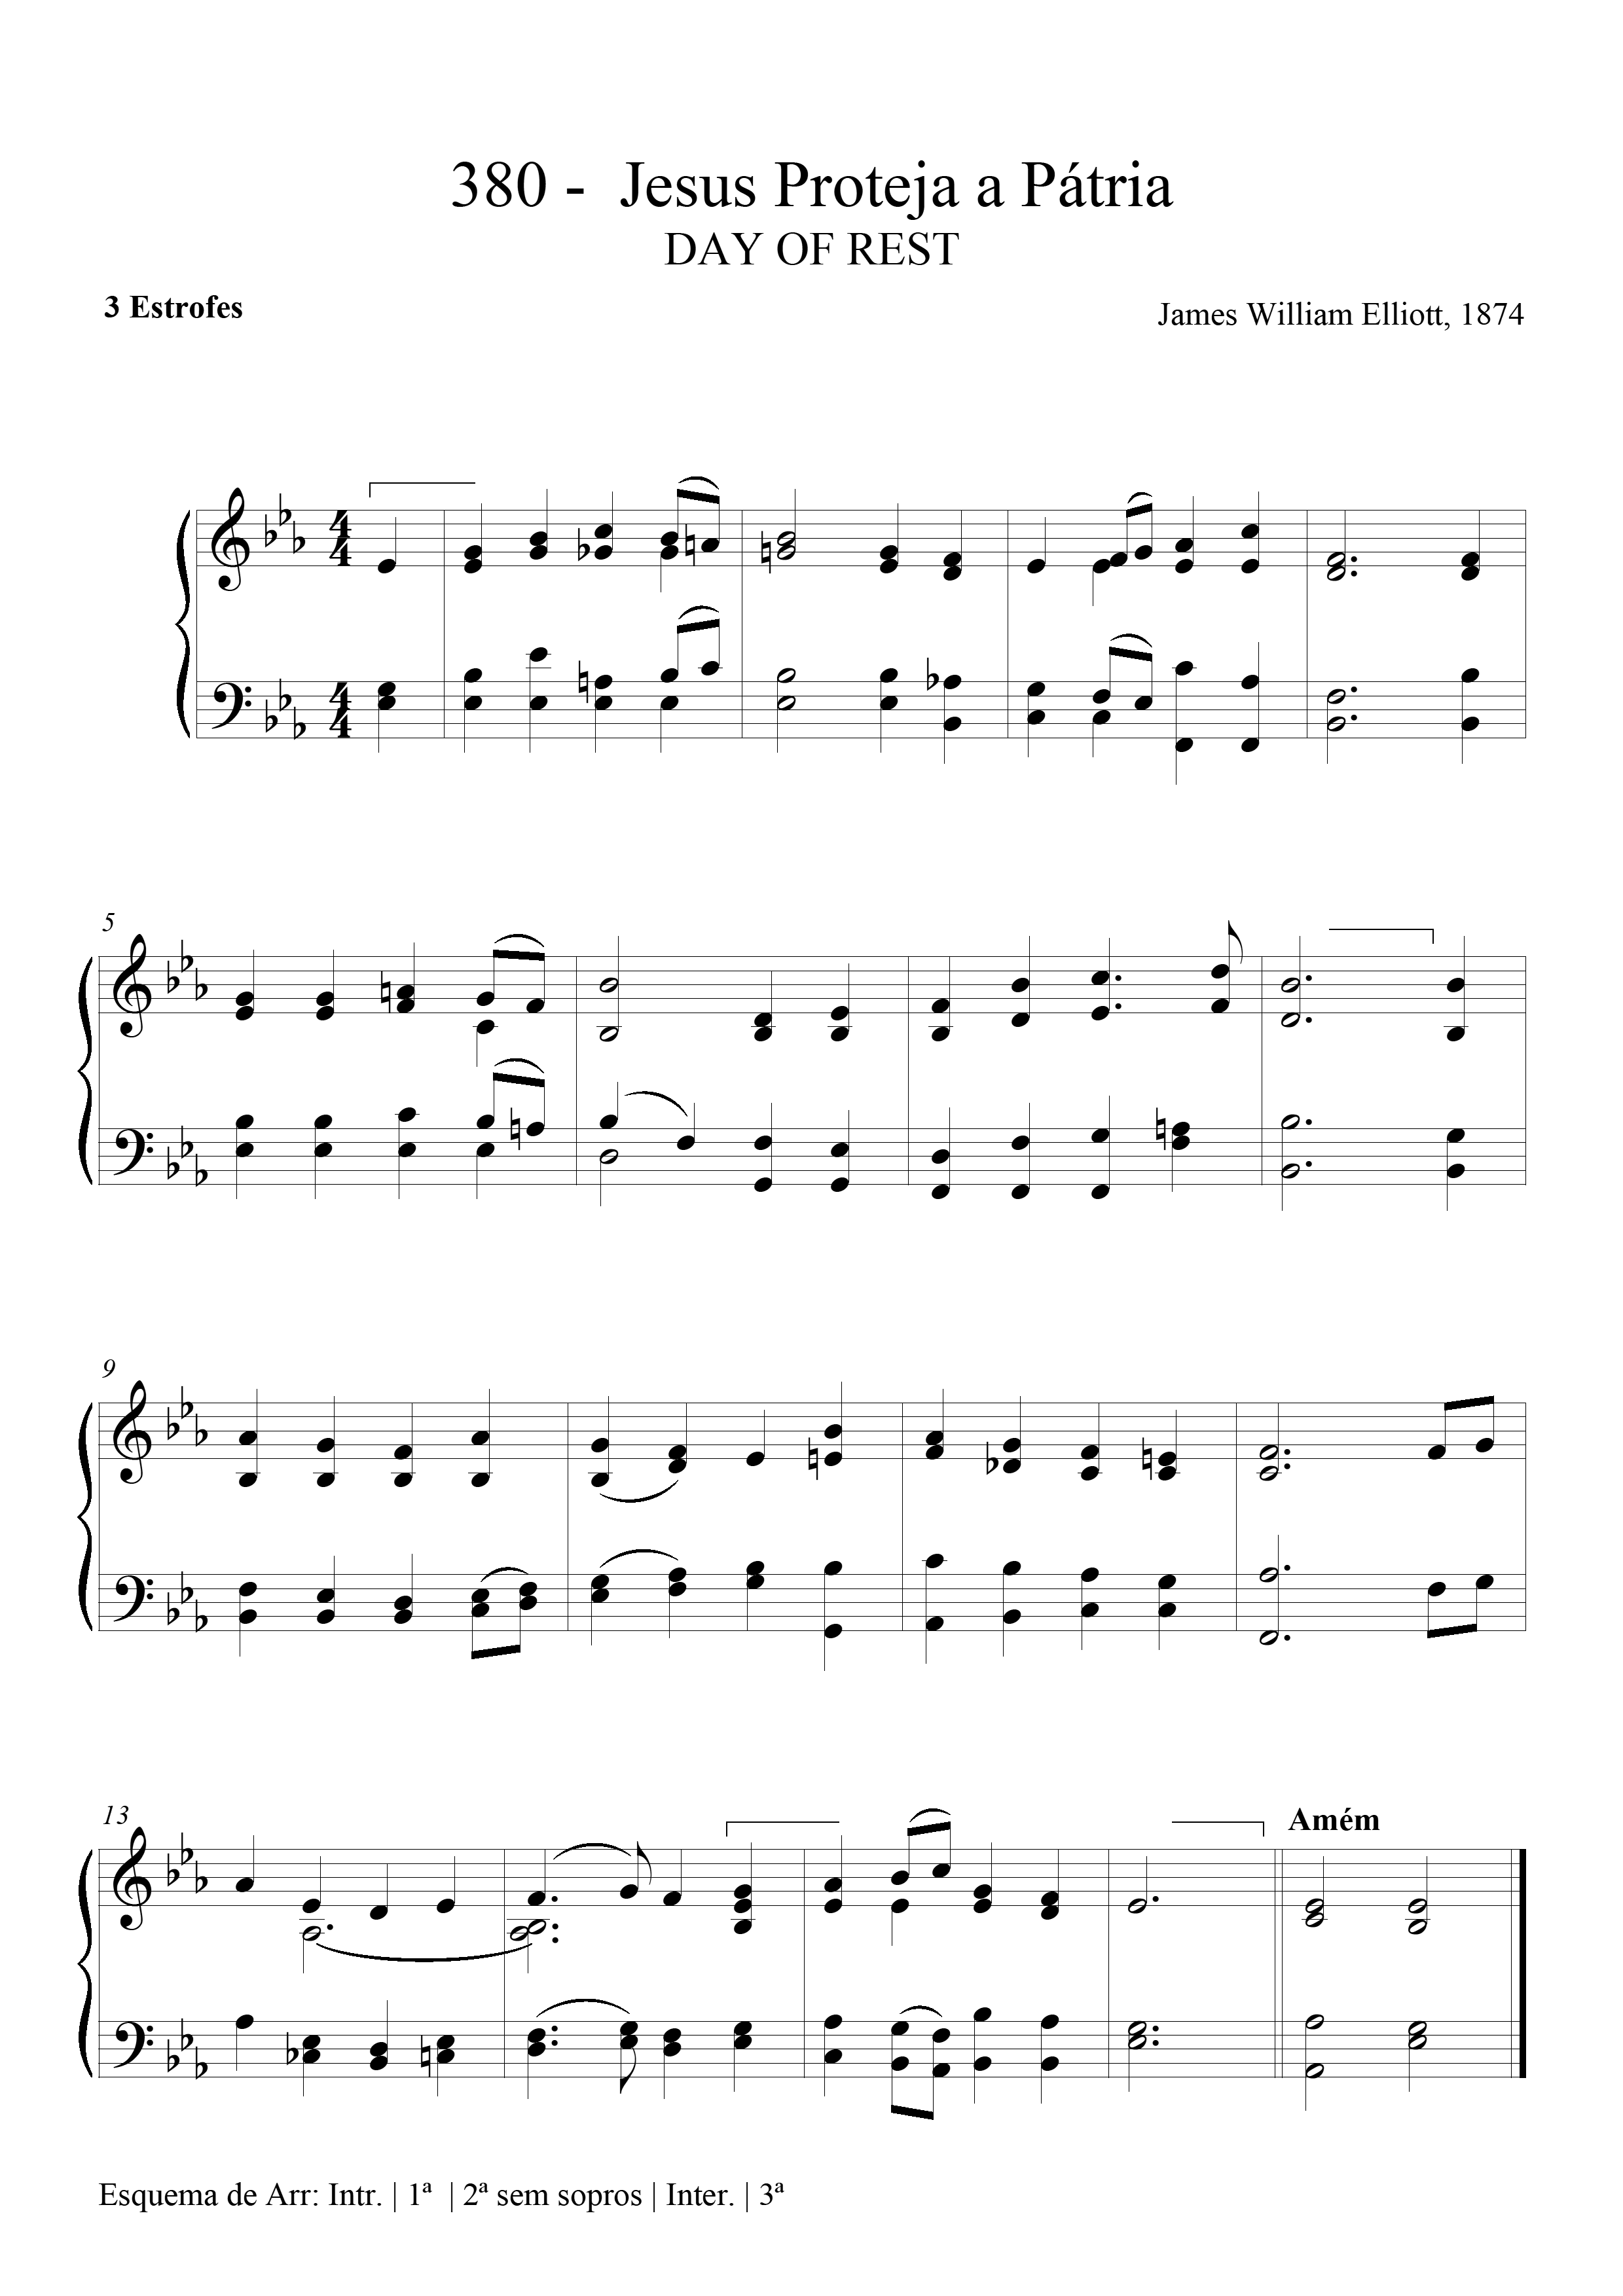 380 - Jesus Proteja a Pátria
DAY OF REST
3 Estrofes
James William Elliott, 1874
5
9
13
Amém
Esquema de Arr: Intr. | 1ª | 2ª sem sopros | Inter. | 3ª